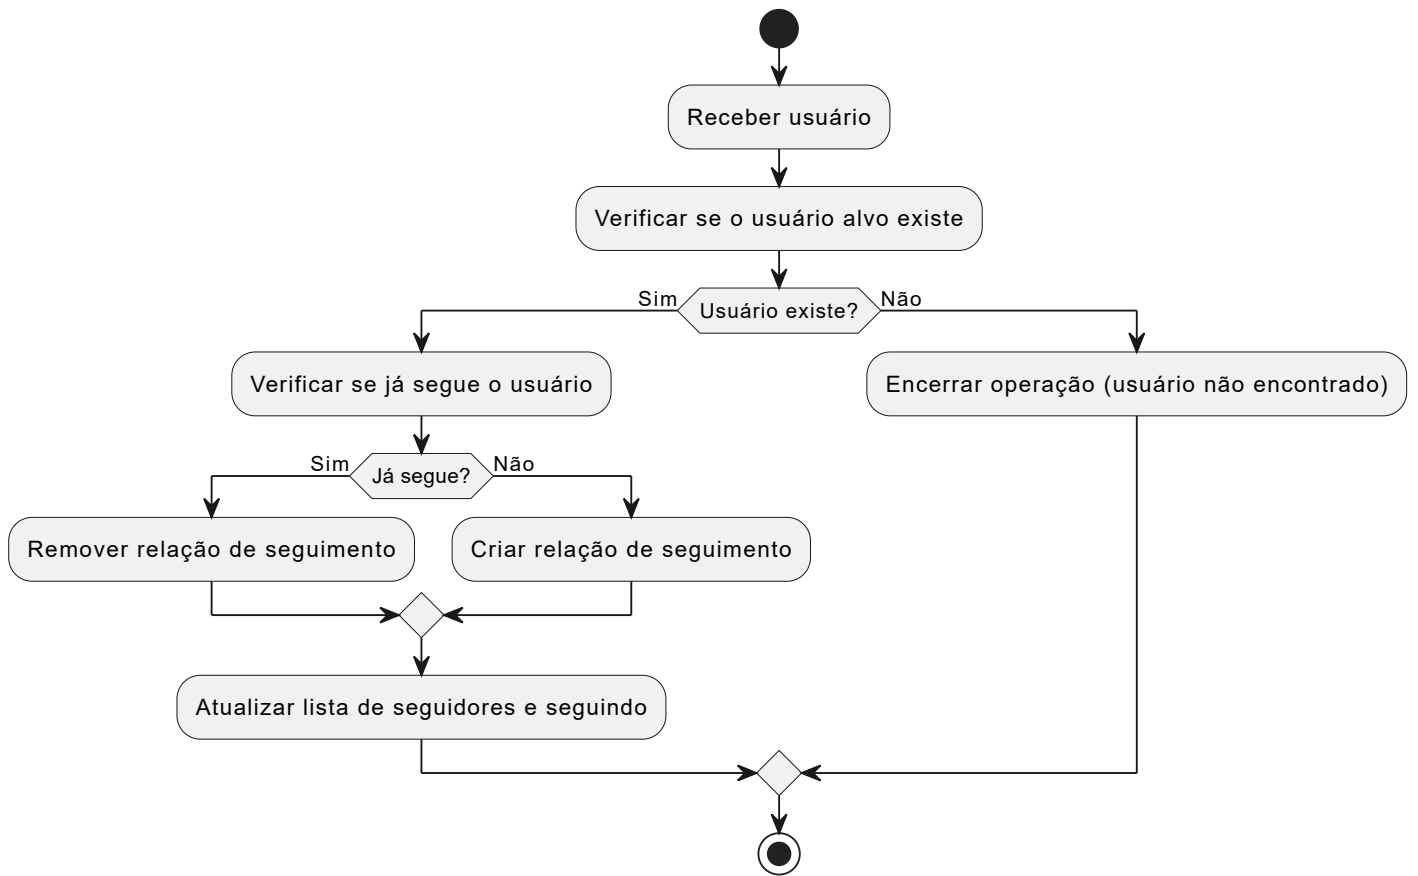 Receber usuário
Verificar se o usuário alvo existe
Sim
Usuário existe?
Não
Verificar se já segue o usuário
Encerrar operação (usuário não encontrado)
Sim
Já segue?
Não
Remover relação de seguimento
Criar relação de seguimento
Atualizar lista de seguidores e seguindo